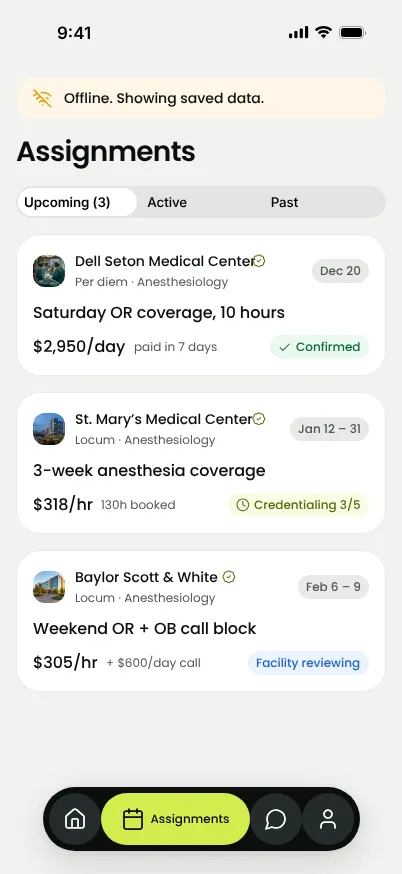 9:41
Offline. Showing saved data.
Assignments
Upcoming (3) Active Past
Dell Seton Medical Center
Dec 20
Per diem · Anesthesiology
Saturday OR coverage, 10 hours
$2,950/day paid in 7 days Confirmed
St. Mary’s Medical Center
Jan 12 – 31
Locum · Anesthesiology
3-week anesthesia coverage
$318/hr 130h booked Credentialing 3/5
Baylor Scott & White
Feb 6 – 9
Locum · Anesthesiology
Weekend OR + OB call block
$305/hr + $600/day call Facility reviewing
Assignments